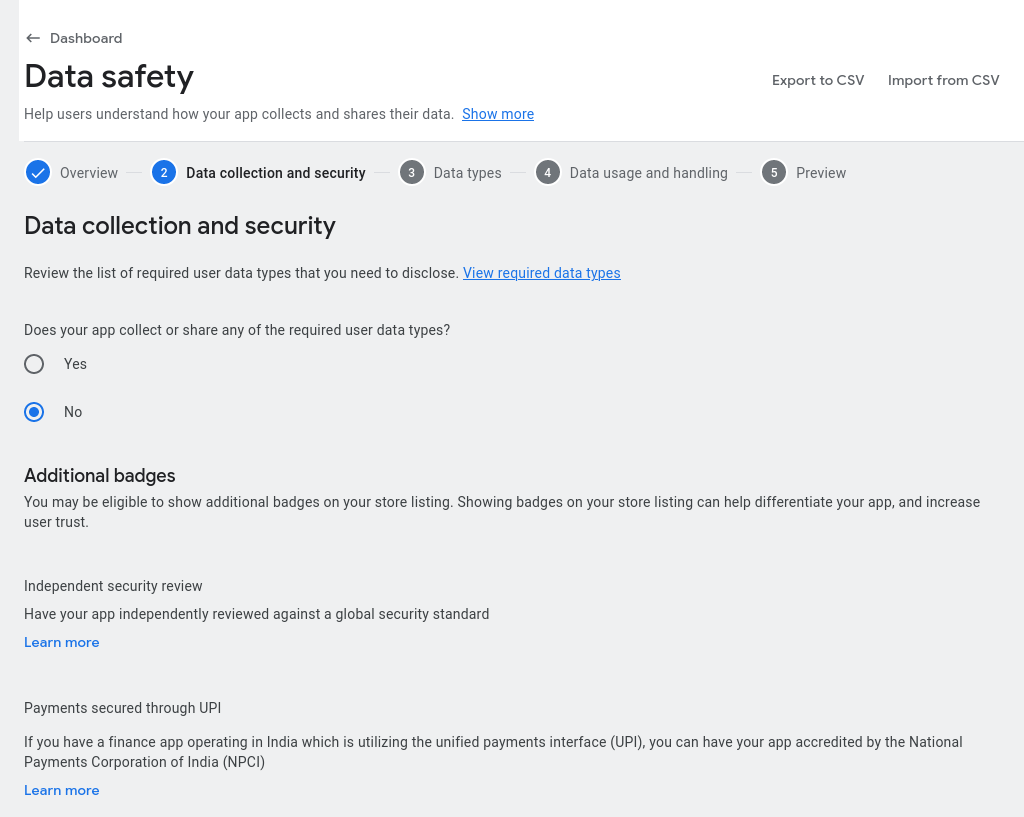 Dashboard
Data safety
Export to CSV Import from CSV
Help users understand how your app collects and shares their data. Show more
Overview 2 Data collection and security 3 Data types 4 Data usage and handling 5 Preview
Data collection and security
Review the list of required user data types that you need to disclose. View required data types
Does your app collect or share any of the required user data types?
Yes
No
Additional badges
You may be eligible to show additional badges on your store listing. Showing badges on your store listing can help differentiate your app, and increase
user trust.
Independent security review
Have your app independently reviewed against a global security standard
Learn more
Payments secured through UPI
If you have a finance app operating in India which is utilizing the unified payments interface (UPI), you can have your app accredited by the National
Payments Corporation of India (NPCI)
Learn more